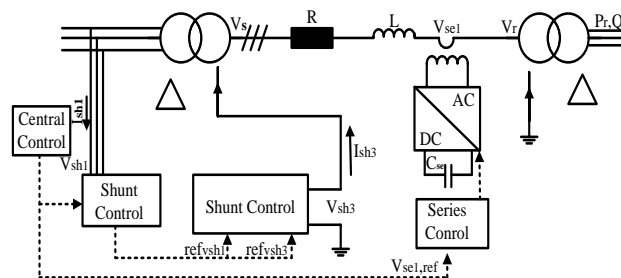 Vs
R
L
Vse1
Vr
Pr,Q
Ish1
Central
Control
AC
DC
Cse
Ish3
Vsh1
Shunt
Control
Shunt Control
Vsh3
Series
Conrol
refvsh1
refvsh3
Vse1,ref